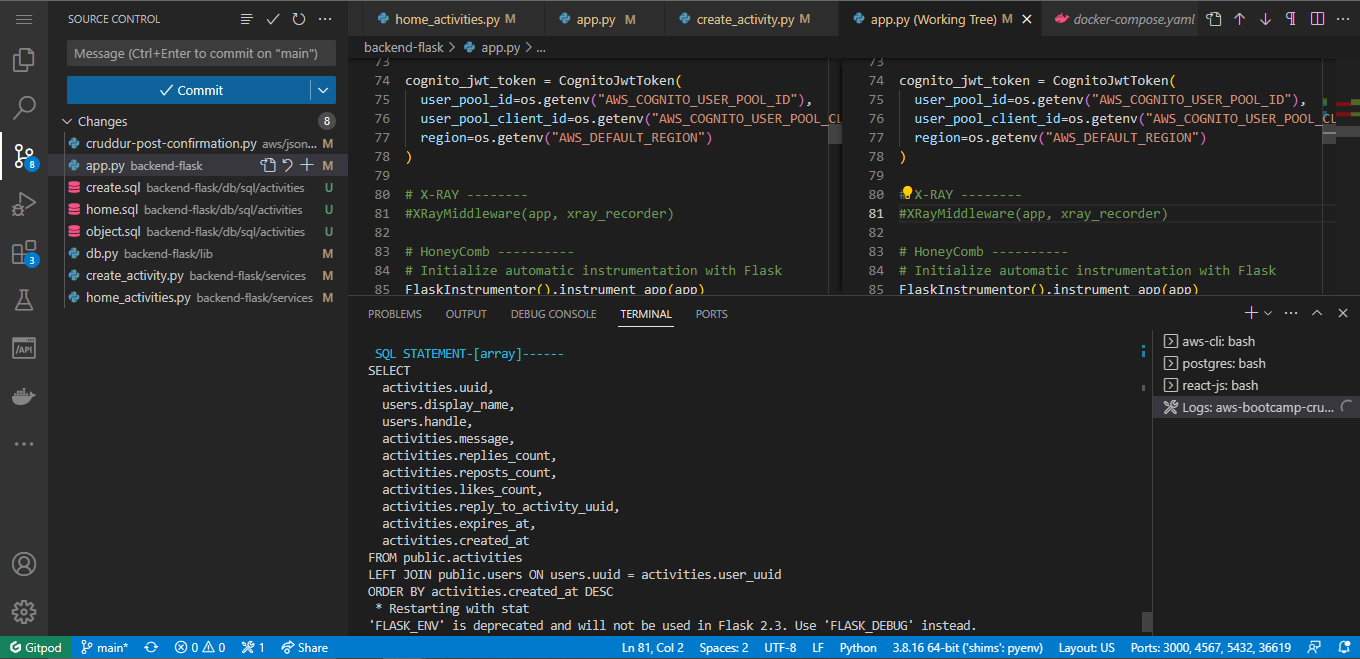 SOURCE CONTROL
home_activities.py M
app.py M
create_activity.py M
app.py (Working Tree) M
docker-compose.yaml
Message (Ctrl+Enter to commit on "main")
Commit
Changes 8
cruddur-post-confirmation.py aws/json... M
app.py backend-flask M
create.sql backend-flask/db/sql/activities U
home.sql backend-flask/db/sql/activities U
object.sql backend-flask/db/sql/activities U
db.py backend-flask/lib M
create_activity.py backend-flask/services M
home_activities.py backend-flask/services M
8
3
/API
backend-flask > app.py > ...
73
74 cognito_jwt_token = CognitoJwtToken(
75 user_pool_id=os.getenv("AWS_COGNITO_USER_POOL_ID"),
76 user_pool_client_id=os.getenv("AWS_COGNITO_USER_POOL_CL
77 region=os.getenv("AWS_DEFAULT_REGION")
78 )
79
80 # X-RAY --------
81 #XRayMiddleware(app, xray_recorder)
82
83 # HoneyComb ----------
84 # Initialize automatic instrumentation with Flask
85 FlaskInstrumentor().instrument_app(app)
73
74 cognito_jwt_token = CognitoJwtToken(
75 user_pool_id=os.getenv("AWS_COGNITO_USER_POOL_ID"),
76 user_pool_client_id=os.getenv("AWS_COGNITO_USER_POOL_CL
77 region=os.getenv("AWS_DEFAULT_REGION")
78 )
79
80 # X-RAY --------
81 #XRayMiddleware(app, xray_recorder)
82
83 # HoneyComb ----------
84 # Initialize automatic instrumentation with Flask
85 FlaskInstrumentor().instrument_app(app)
PROBLEMS OUTPUT DEBUG CONSOLE TERMINAL PORTS
SQL STATEMENT-[array]------
SELECT
activities.uuid,
users.display_name,
users.handle,
activities.message,
activities.replies_count,
activities.reposts_count,
activities.likes_count,
activities.reply_to_activity_uuid,
activities.expires_at,
activities.created_at
FROM public.activities
LEFT JOIN public.users ON users.uuid = activities.user_uuid
ORDER BY activities.created_at DESC
* Restarting with stat
'FLASK_ENV' is deprecated and will not be used in Flask 2.3. Use 'FLASK_DEBUG' instead.
aws-cli: bash
postgres: bash
react-js: bash
Logs: aws-bootcamp-cru...
Gitpod main* 0 0 1 Share Ln 81, Col 2 Spaces: 2 UTF-8 LF Python 3.8.16 64-bit ('shims': pyenv) Layout: US Ports: 3000, 4567, 5432, 36619